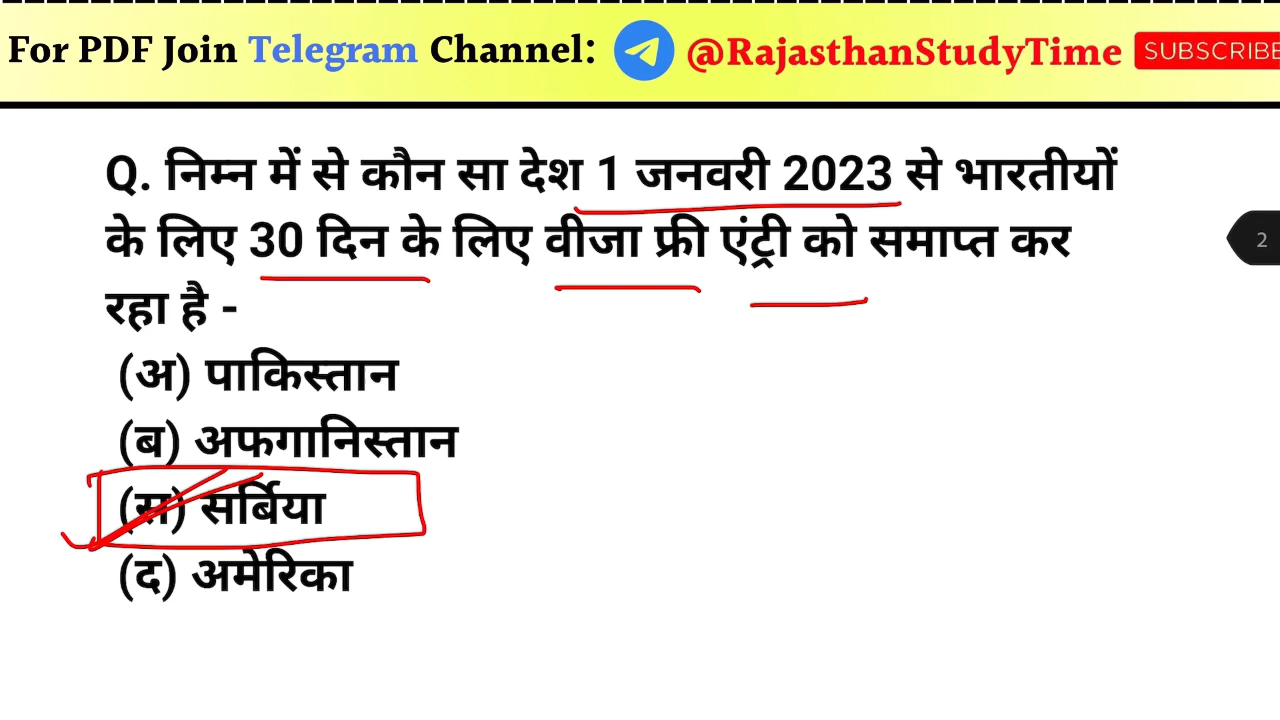 For PDF Join Telegram Channel: @RajasthanStudyTime SUBSCRIBE
Q. निम्न में से कौन सा देश 1 जनवरी 2023 से भारतीयों
के लिए 30 दिन के लिए वीजा फ्री एंट्री को समाप्त कर
रहा है -
(अ) पाकिस्तान
(ब) अफगानिस्तान
(स) सर्बिया
(द) अमेरिका
2